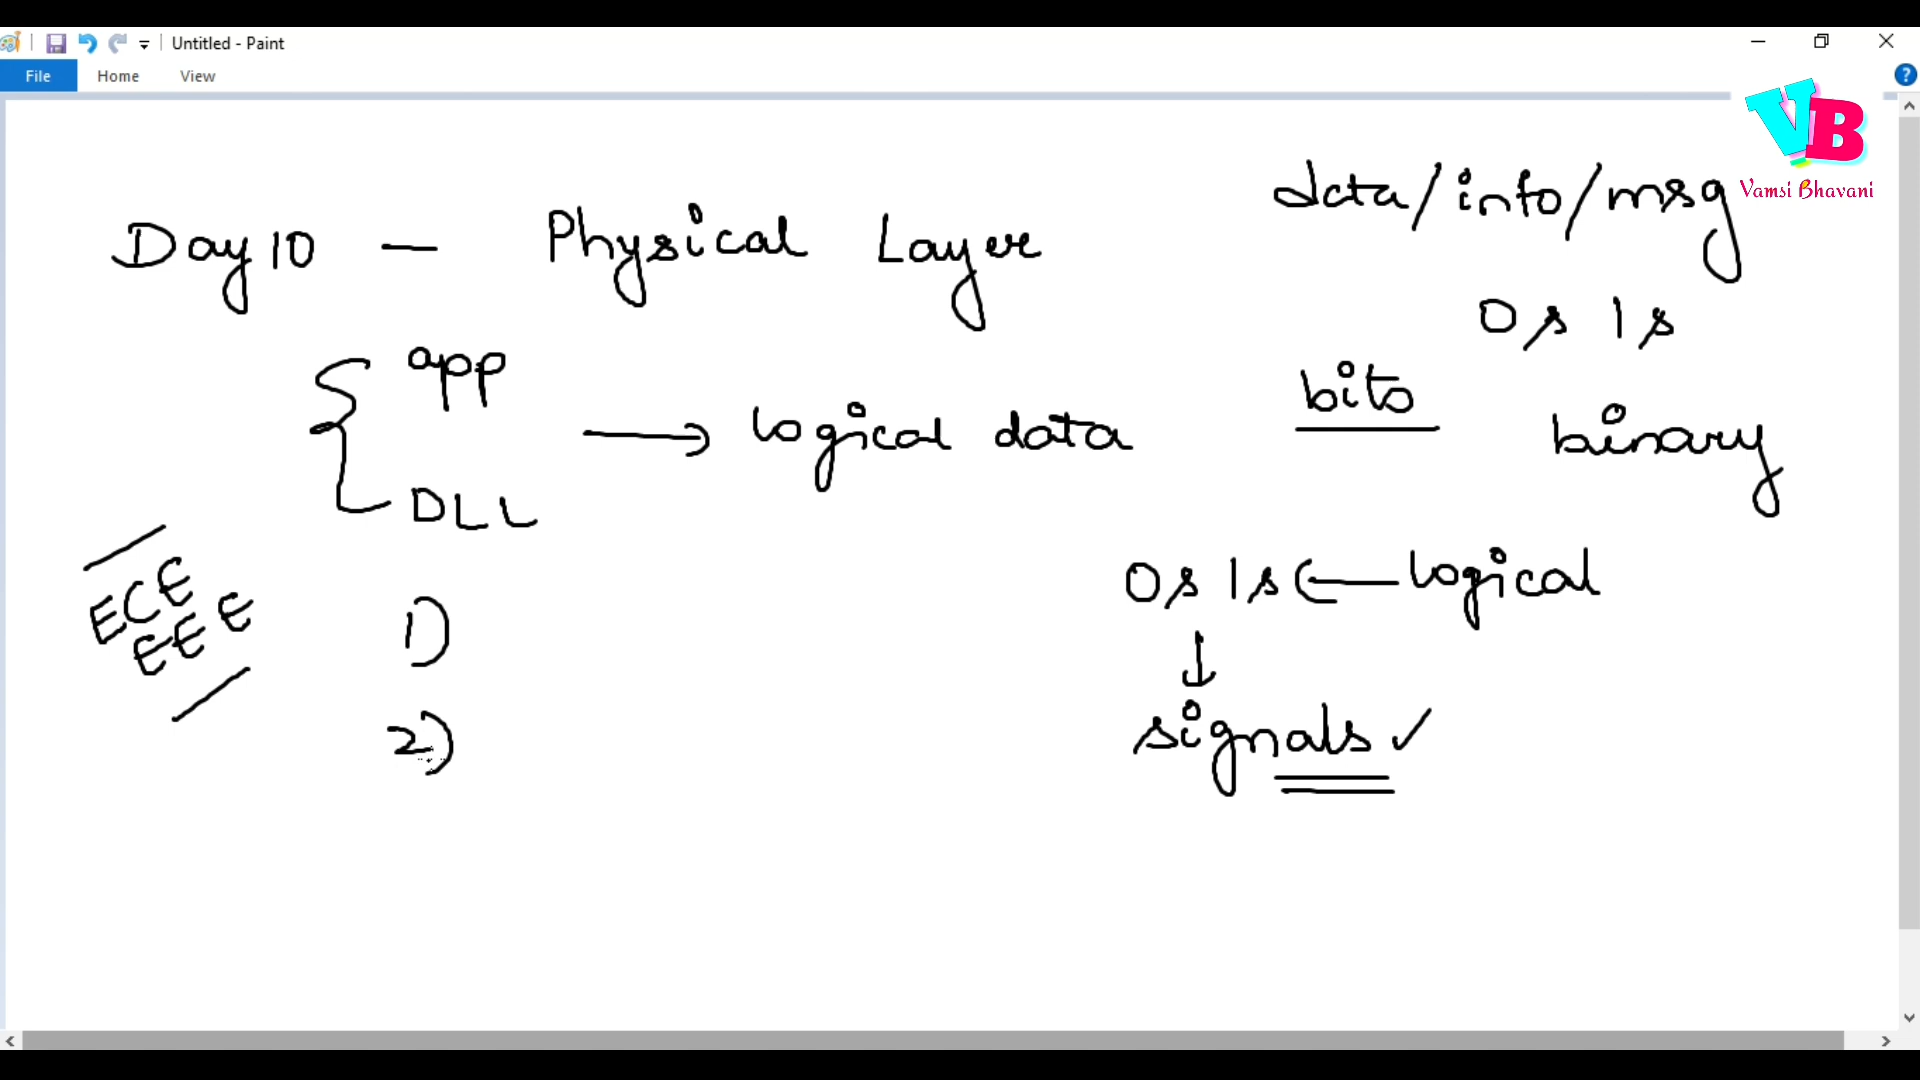 Untitled - Paint
File Home View
VB
Vamsi Bhavani
data/info/msg
Day 10 - Physical Layer
0s 1s
app
bits
→ logical data
binary
DLL
ECE
EEE
0s 1s ← logical
1)
↓
2)
signals ✓